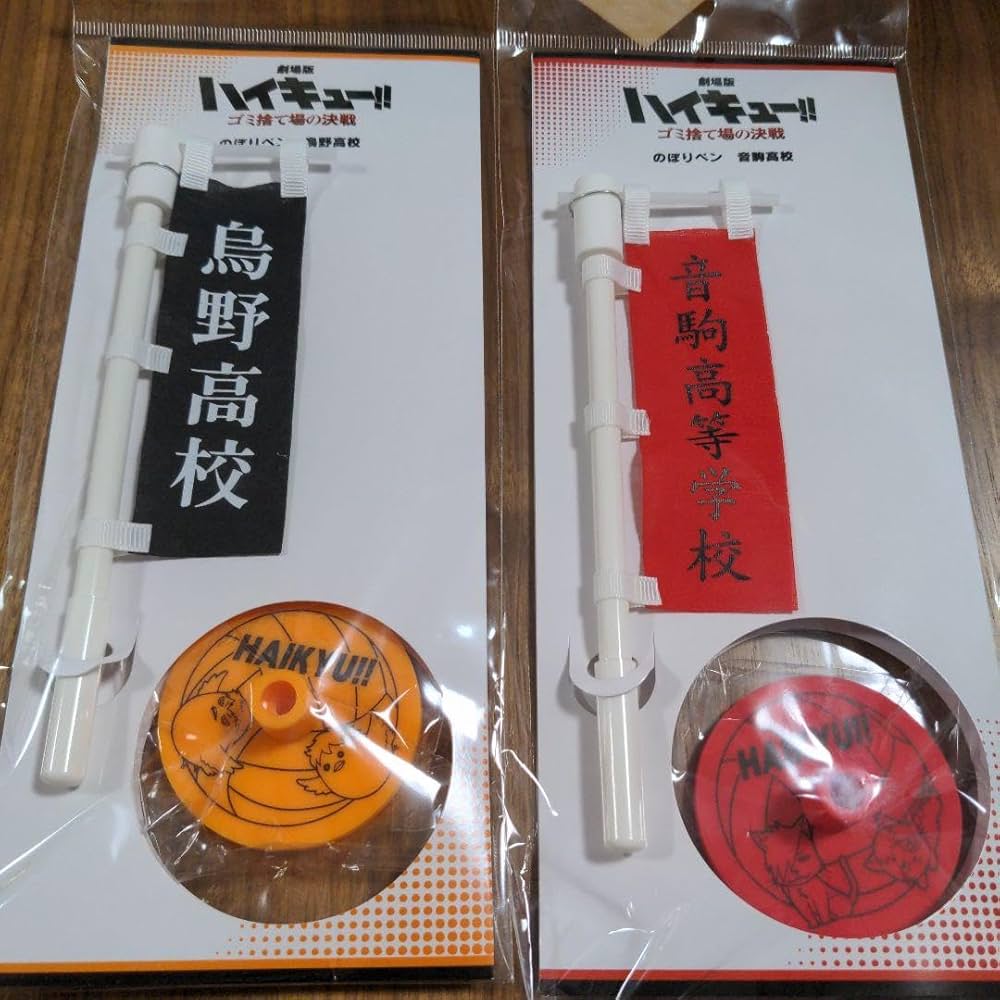 劇場版
ハイキュー!!
ゴミ捨て場の決戦
のぼりペン 烏野高校
烏野高校
HAIKYU!!
劇場版
ハイキュー!!
ゴミ捨て場の決戦
のぼりペン 音駒高校
音駒高等学校
HAIKYU!!